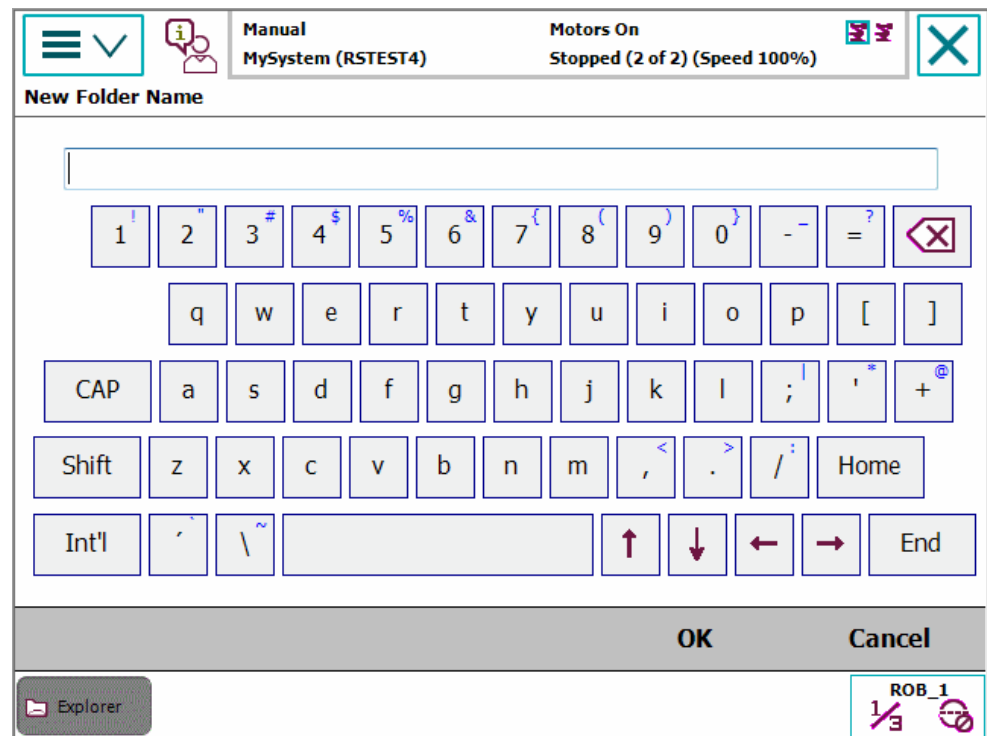 Manual Motors On
MySystem (RSTEST4) Stopped (2 of 2) (Speed 100%)
New Folder Name
1 ! 2 " 3 # 4 $ 5 % 6 & 7 { 8 ( 9 ) 0 } - _ = ?
q w e r t y u i o p [ ]
CAP a s d f g h j k l ; | ' * + @
Shift z x c v b n m , < . > / : Home
Int'l ´ ` \ ~ ↑ ↓ ← → End
OK Cancel
Explorer
ROB_1
1/3